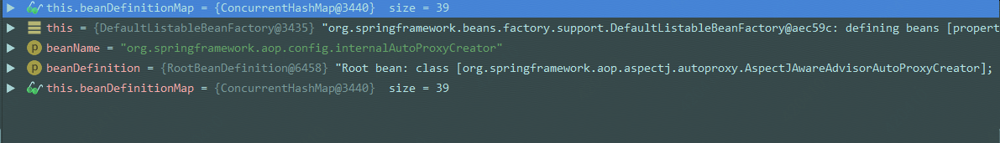 this.beanDefinitionMap = {ConcurrentHashMap@3440} size = 39
this = {DefaultListableBeanFactory@3435} "org.springframework.beans.factory.support.DefaultListableBeanFactory@aec59c: defining beans [propert
p beanName = "org.springframework.aop.config.internalAutoProxyCreator"
p beanDefinition = {RootBeanDefinition@6458} "Root bean: class [org.springframework.aop.aspectj.autoproxy.AspectJAwareAdvisorAutoProxyCreator];
this.beanDefinitionMap = {ConcurrentHashMap@3440} size = 39